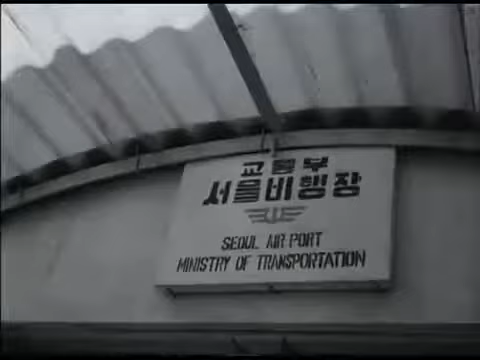 교통부
서울비행장
SEOUL AIR PORT
MINISTRY OF TRANSPORTATION